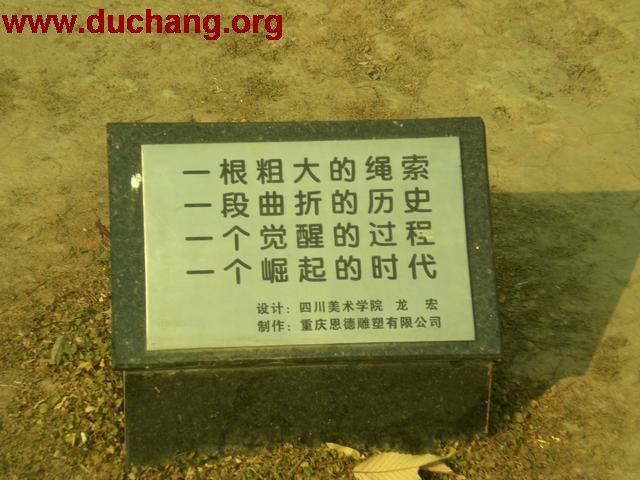 www.duchang.org
一根粗大的绳索
一段曲折的历史
一个觉醒的过程
一个崛起的时代
设计：四川美术学院 龙 宏
制作：重庆恩德雕塑有限公司